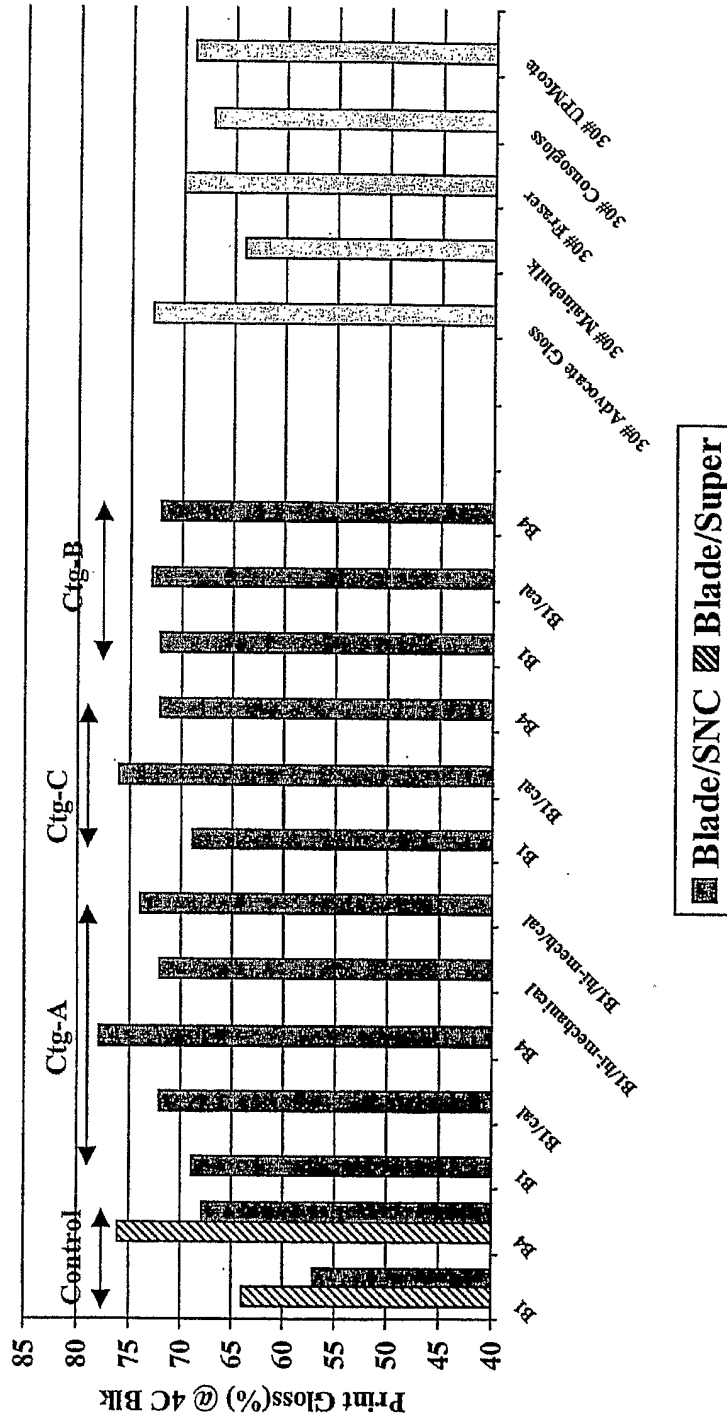 Print Gloss(%) @ 4C Blk
85
80
75
70
65
60
55
50
45
40
Control
Ctg-A
Ctg-C
Ctg-B
B1
B4
B1
B1/cal
B4
B1/hi-mechanical
B1/hi-mech/cal
B1
B1/cal
B4
B1
B1/cal
B4
30# Advocate Gloss
30# Mainebulk
30# Fraser
30# Consogloss
30# UPMcote
Blade/SNC Blade/Super